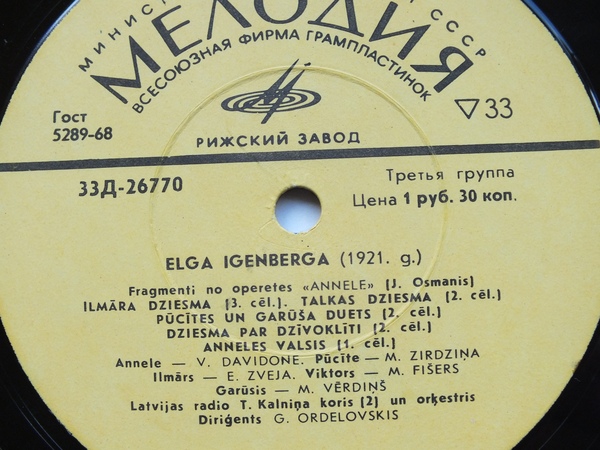 МИНИСТ СССР
МЕЛОДИЯ
ВСЕСОЮЗНАЯ ФИРМА ГРАМПЛАСТИНОК
Гост
5289-68
33
РИЖСКИЙ ЗАВОД
33Д-26770
Третья группа
Цена 1 руб. 30 коп.
ELGA IGENBERGA (1921. g.)
Fragmenti no operetes «ANNELE» (J. Osmanis)
ILMĀRA DZIESMA (3. cēl.). TALKAS DZIESMA (2. cēl.)
PŪCĪTES UN GARŪŠA DUETS (2. cēl.)
DZIESMA PAR DZĪVOKLĪTI (2. cēl.)
ANNELES VALSIS (1. cēl.)
Annele — V. DAVIDONE. Pūcīte — M. ZIRDZIŅA
Ilmārs — E. ZVEJA. Viktors — M. FIŠERS
Garūsis — M. VĒRDIŅŠ
Latvijas radio T. Kalniņa koris (2) un orķestris
Diriģents G. ORDELOVSKIS